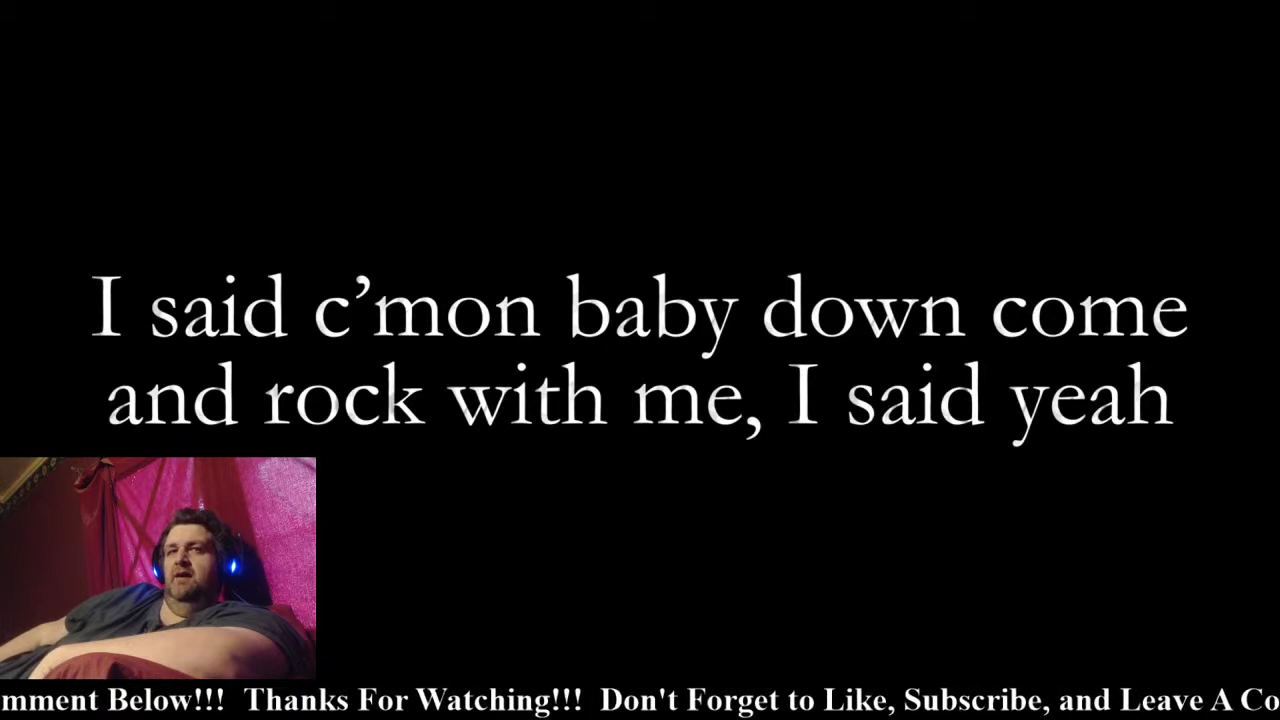 I said c’mon baby down come
and rock with me, I said yeah
mment Below!!!  Thanks For Watching!!!  Don't Forget to Like, Subscribe, and Leave A Co